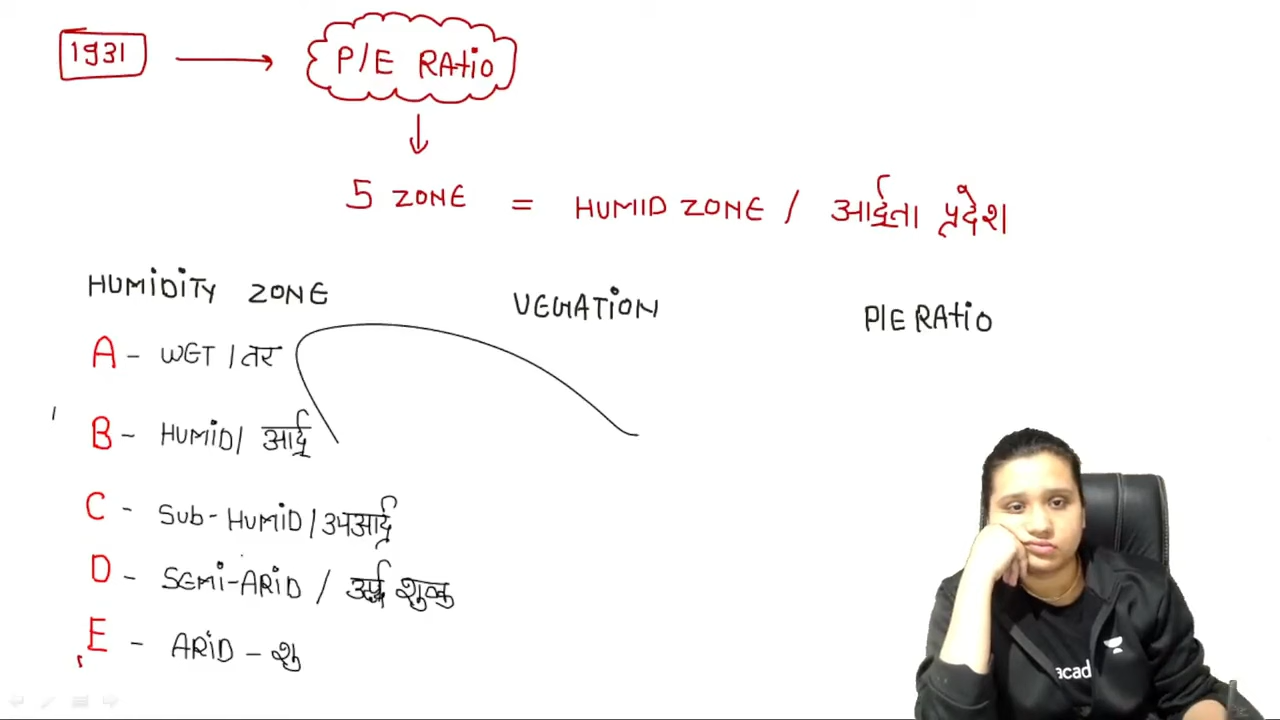 1931 → P/E RATIO
↓
5 ZONE = HUMID ZONE / आर्द्रता प्रदेश
HUMIDITY ZONE VEGATION P/E RATIO
A - WET / तर
B - HUMID / आर्द्र
C - SUB-HUMID / उपआर्द्र
D - SEMI-ARID / शुष्क
E - ARID - शु
acad